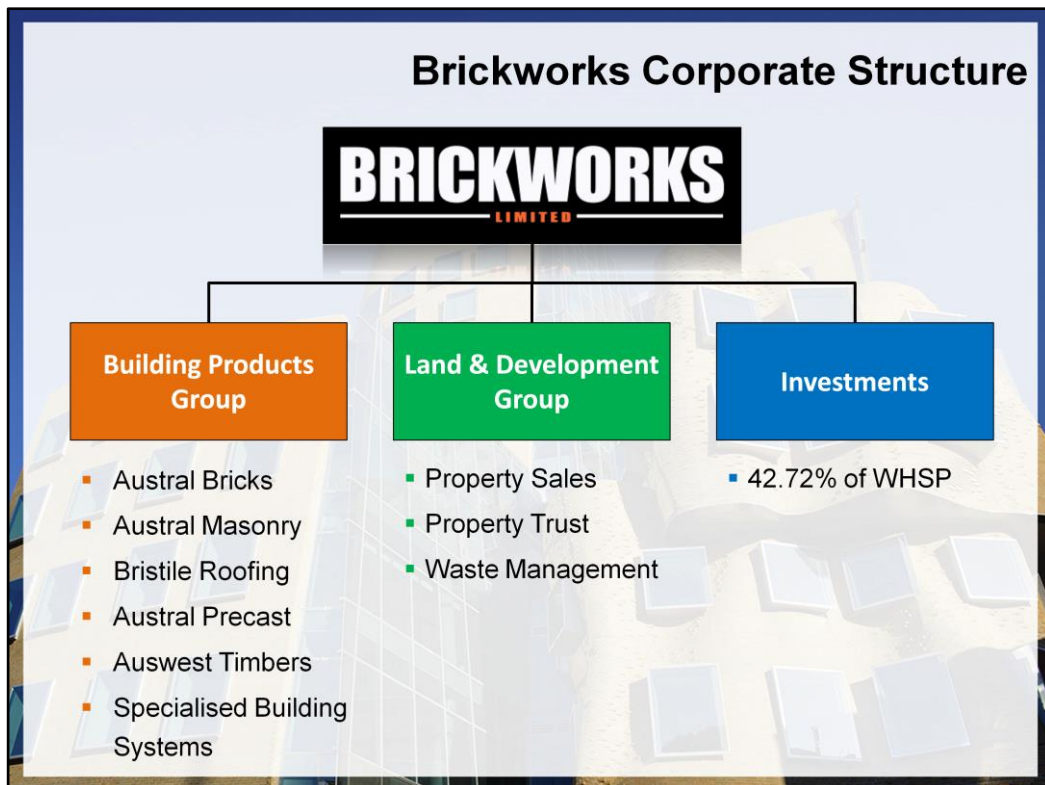 Brickworks Corporate Structure
BRICKWORKS
LIMITED
Building Products
Group
Austral Bricks
Austral Masonry
Bristile Roofing
Austral Precast
Auswest Timbers
Specialised Building
Systems
Land & Development
Group
Property Sales
Property Trust
Waste Management
Investments
42.72% of WHSP